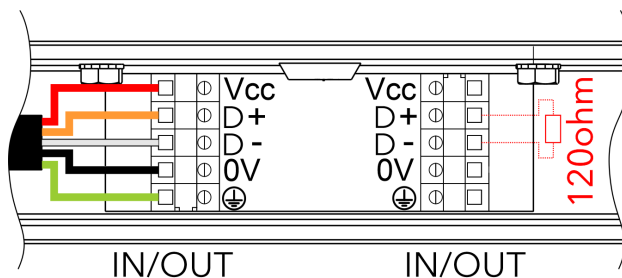 Vcc
D+
D-
0V
Vcc
D+
D-
0V
120ohm
IN/OUT
IN/OUT